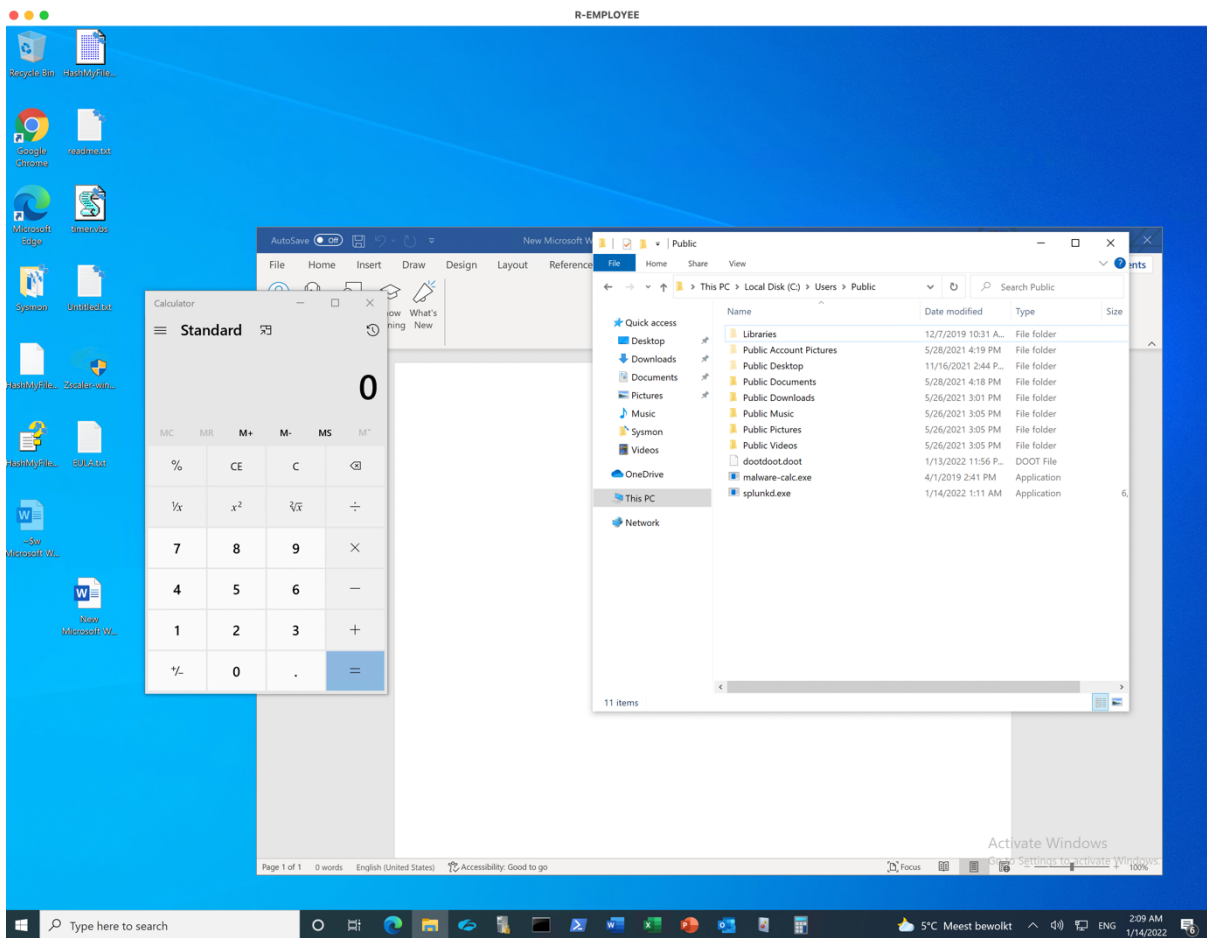 R-EMPLOYEE
Recycle Bin
HashMyFile...
Google Chrome
readme.txt
Microsoft Edge
timer.vbs
Sysmon
Untitled.txt
HashMyFile...
Zscaler-win...
HashMyFile...
EULA.txt
~$w Microsoft W...
New Microsoft W...
AutoSave Off
New Microsoft W
File Home Insert Draw Design Layout Reference
ents
ow What's
ning New
Calculator
Standard
0
MC MR M+ M- MS M˅
% CE C
¹/x x² ²√x ÷
7 8 9 ×
4 5 6 −
1 2 3 +
+/− 0 . =
Public
File Home Share View
This PC > Local Disk (C:) > Users > Public
Search Public
Name Date modified Type Size
Quick access
Desktop
Downloads
Documents
Pictures
Music
Sysmon
Videos
OneDrive
This PC
Network
Libraries 12/7/2019 10:31 A... File folder
Public Account Pictures 5/28/2021 4:19 PM File folder
Public Desktop 11/16/2021 2:44 P... File folder
Public Documents 5/28/2021 4:18 PM File folder
Public Downloads 5/26/2021 3:01 PM File folder
Public Music 5/26/2021 3:05 PM File folder
Public Pictures 5/26/2021 3:05 PM File folder
Public Videos 5/26/2021 3:05 PM File folder
dootdoot.doot 1/13/2022 11:56 P... DOOT File
malware-calc.exe 4/1/2019 2:41 PM Application
splunkd.exe 1/14/2022 1:11 AM Application 6,
11 items
Activate Windows
Go to Settings to activate Windows.
Page 1 of 1 0 words English (United States) Accessibility: Good to go Focus 100%
Type here to search
5°C Meest bewolkt ENG 2:09 AM
1/14/2022
6